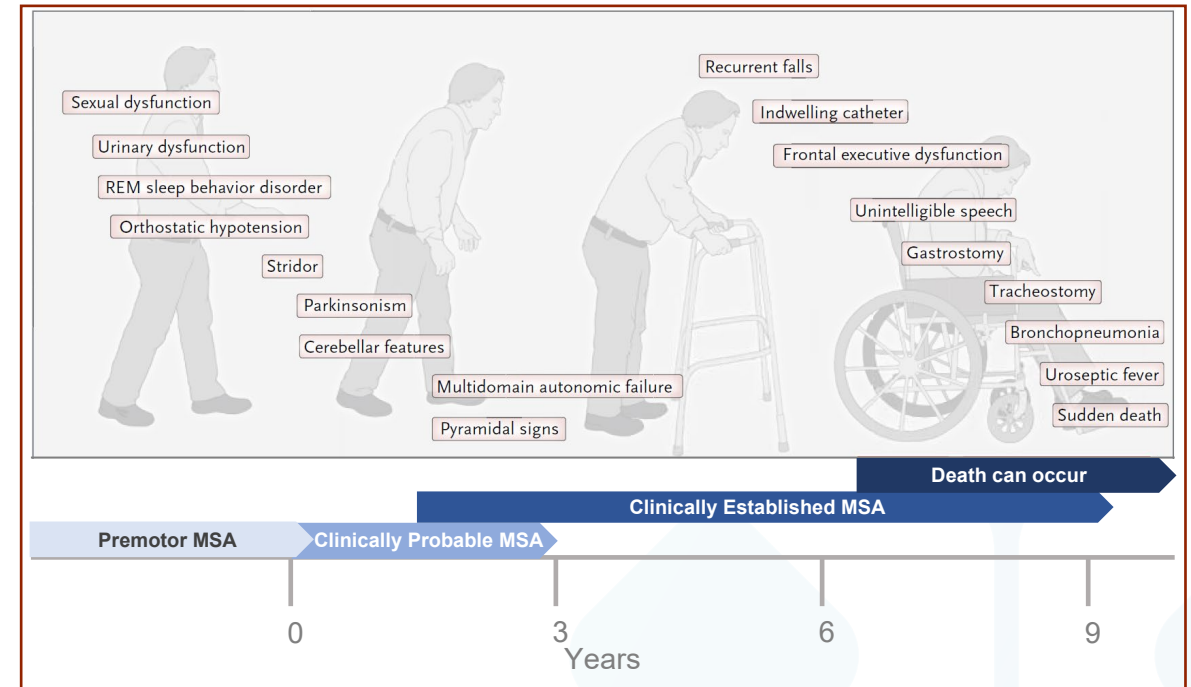 Recurrent falls
Sexual dysfunction
Indwelling catheter
Urinary dysfunction
Frontal executive dysfunction
REM sleep behavior disorder
Unintelligible speech
Orthostatic hypotension
Gastrostomy
Stridor
Tracheostomy
Parkinsonism
Bronchopneumonia
Cerebellar features
Uroseptic fever
Multidomain autonomic failure
Sudden death
Pyramidal signs
Death can occur
Clinically Established MSA
Premotor MSA
Clinically Probable MSA
0
3
6
9
Years